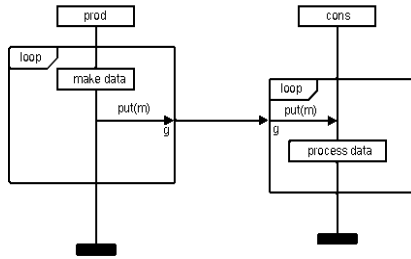 prod
cons
loop
make data
loop
put(m)
put(m)
g
g
process data